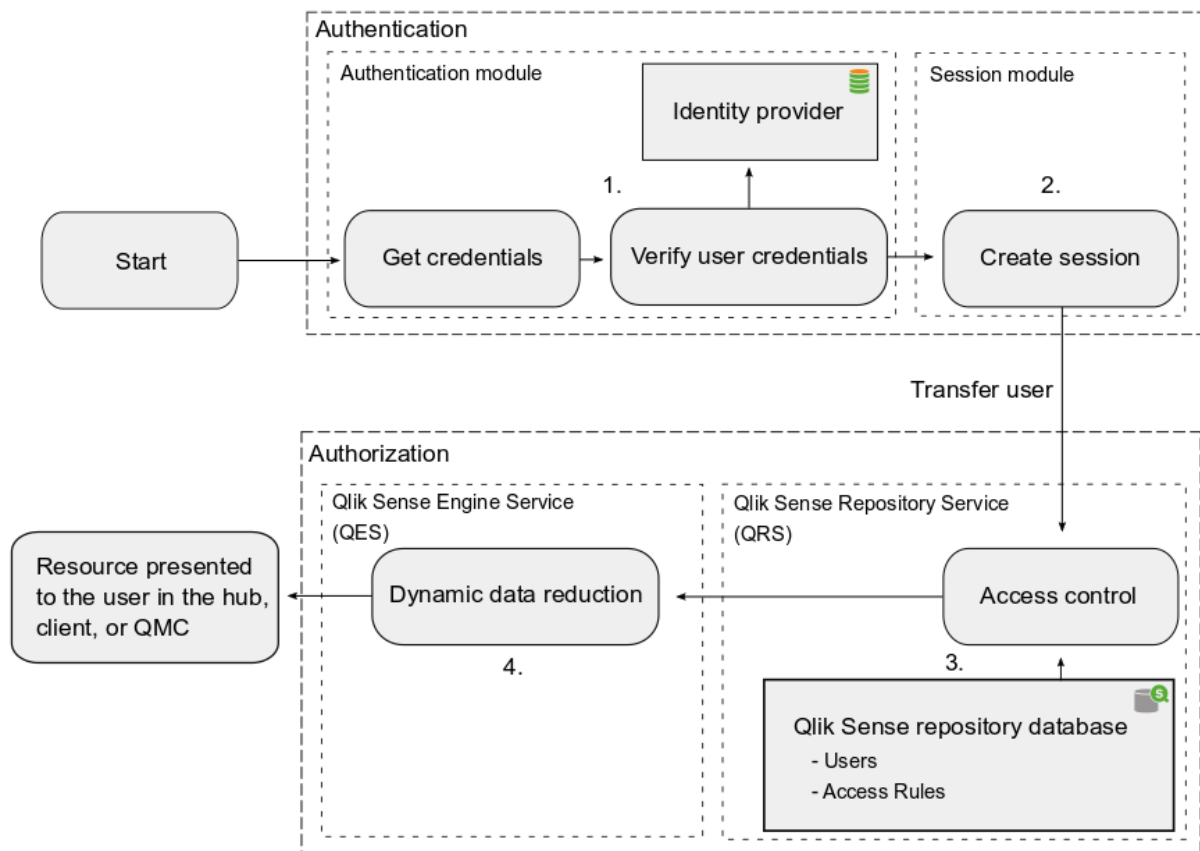 Authentication
Authentication module
Session module
Identity provider
1.
2.
Start
Get credentials
Verify user credentials
Create session
Transfer user
Authorization
Qlik Sense Engine Service
(QES)
Qlik Sense Repository Service
(QRS)
Resource presented
to the user in the hub,
client, or QMC
Dynamic data reduction
Access control
4.
3.
S
Qlik Sense repository database
- Users
- Access Rules